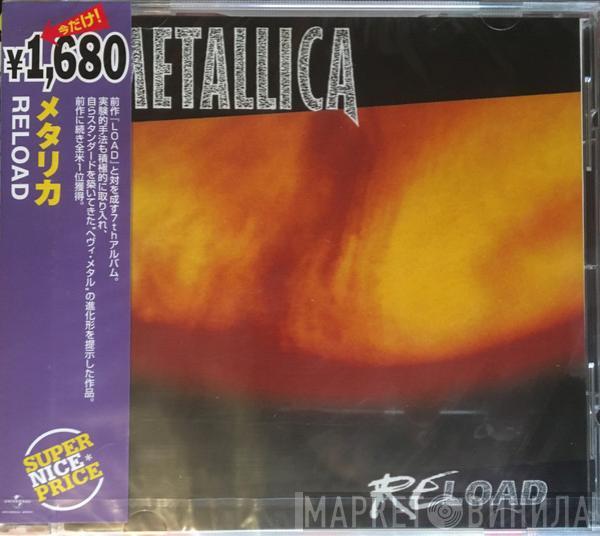 今だけ!
¥1,680
メタリカ
RELOAD
前作「LOAD」と対を成す7thアルバム。
実験的手法も積極的に取り入れ、
自らスタンダードを築いてきた"ヘヴィ・メタル"の進化形を提示した作品。
前作に続き全米1位獲得。
SUPER
NICE*
PRICE
UNIVERSAL
METALLICA
RELOAD
МАРКЕТ ВИНИЛА